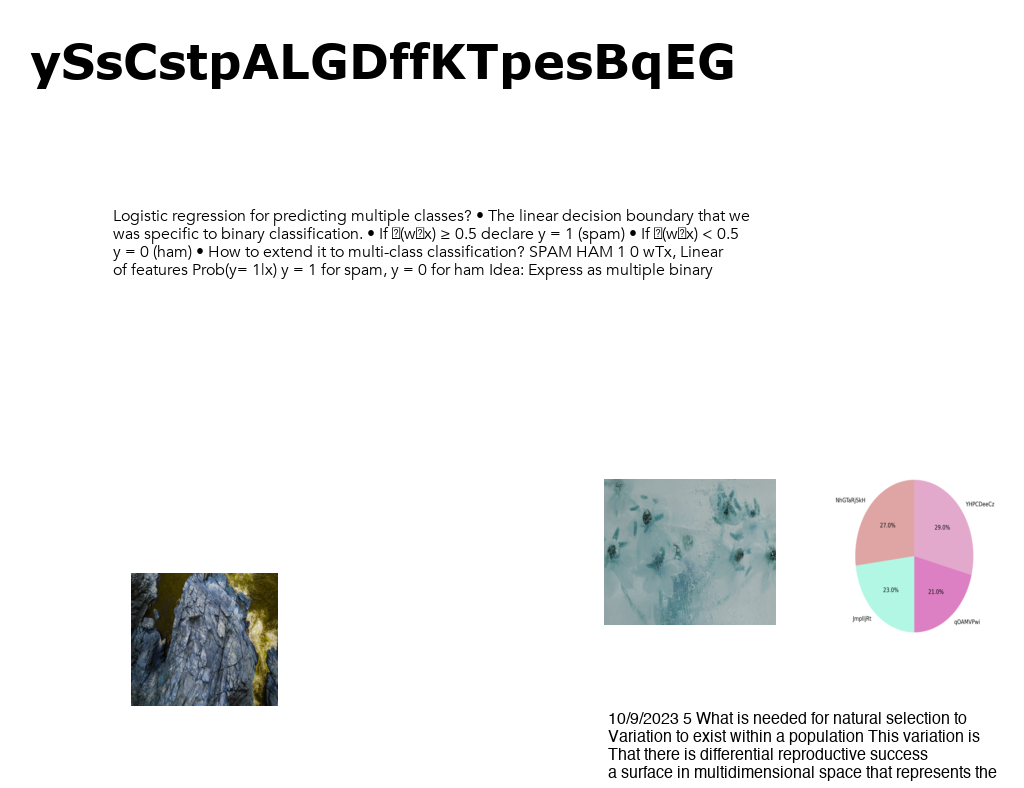 ySsCstpALGDffKTpesBqEG
Logistic regression for predicting multiple classes? • The linear decision boundary that we
was specific to binary classification. • If (wx) ≥ 0.5 declare y = 1 (spam) • If (wx) < 0.5
y = 0 (ham) • How to extend it to multi-class classification? SPAM HAM 1 0 wTx, Linear
of features Prob(y= 1|x) y = 1 for spam, y = 0 for ham Idea: Express as multiple binary
YHPCDeeCz
27.0%
29.0%
23.0%
21.0%
qOAMVPwi
10/9/2023 5 What is needed for natural selection to
Variation to exist within a population This variation is
That there is differential reproductive success
a surface in multidimensional space that represents the